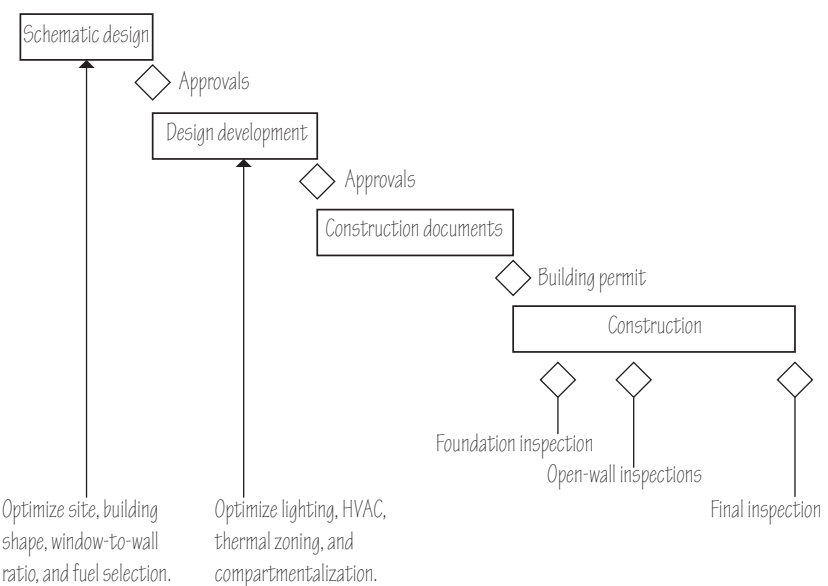 Schematic design
Approvals
Design development
Approvals
Construction documents
Building permit
Construction
Foundation inspection
Open-wall inspections
Final inspection
Optimize site, building
shape, window-to-wall
ratio, and fuel selection.
Optimize lighting, HVAC,
thermal zoning, and
compartmentalization.